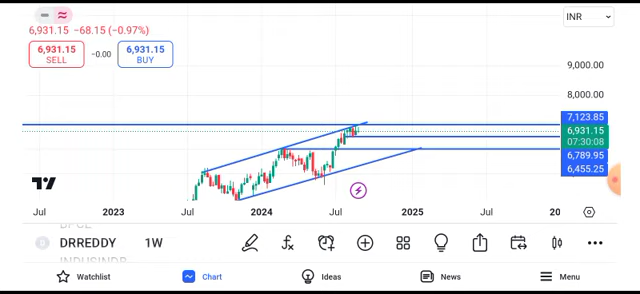 INR
6,931.15 −68.15 (−0.97%)
6,931.15 SELL −0.00 6,931.15 BUY
9,000.00
8,000.00
7,123.85
6,931.15
07:30:08
6,789.95
6,455.25
Jul 2023 Jul 2024 Jul 2025 Jul 20
DRREDDY 1W
INDUSINDB
Watchlist Chart Ideas News Menu